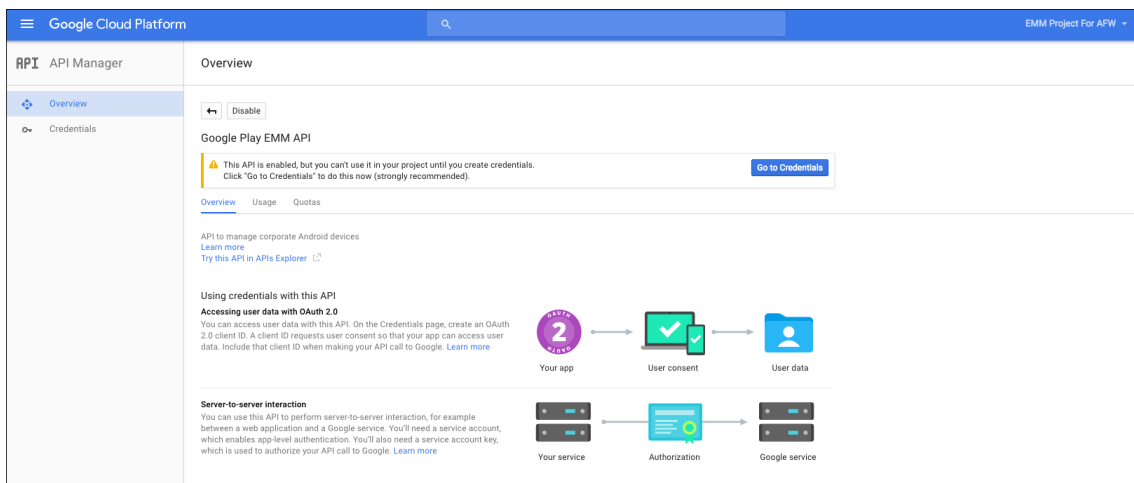 Google Cloud Platform
EMM Project For AFW
API API Manager
Overview
Overview
Credentials
Disable
Google Play EMM API
This API is enabled, but you can't use it in your project until you create credentials.
Click "Go to Credentials" to do this now (strongly recommended).
Go to Credentials
Overview Usage Quotas
API to manage corporate Android devices
Learn more
Try this API in APIs Explorer
Using credentials with this API
Accessing user data with OAuth 2.0
You can access user data with this API. On the Credentials page, create an OAuth
2.0 client ID. A client ID requests user consent so that your app can access user
data. Include that client ID when making your API call to Google. Learn more
OAUTH
2
OAUTH
Your app
User consent
User data
Server-to-server interaction
You can use this API to perform server-to-server interaction, for example
between a web application and a Google service. You'll need a service account,
which enables app-level authentication. You'll also need a service account key,
which is used to authorize your API call to Google. Learn more
Your service
Authorization
Google service